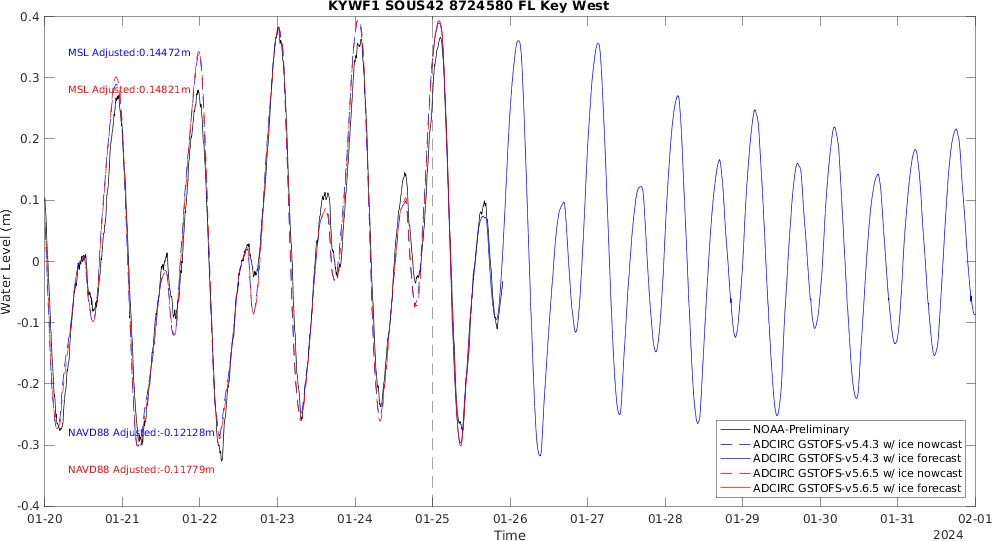 KYWF1 SOUS42 8724580 FL Key West
0.4
0.3
0.2
0.1
0
-0.1
-0.2
-0.3
-0.4
Water Level (m)
MSL Adjusted:0.14472m
MSL Adjusted:0.14821m
NAVD88 Adjusted:-0.12128m
NAVD88 Adjusted:-0.11779m
NOAA-Preliminary
ADCIRC GSTOFS-v5.4.3 w/ ice nowcast
ADCIRC GSTOFS-v5.4.3 w/ ice forecast
ADCIRC GSTOFS-v5.6.5 w/ ice nowcast
ADCIRC GSTOFS-v5.6.5 w/ ice forecast
01-20 01-21 01-22 01-23 01-24 01-25 01-26 01-27 01-28 01-29 01-30 01-31 02-01
Time
2024